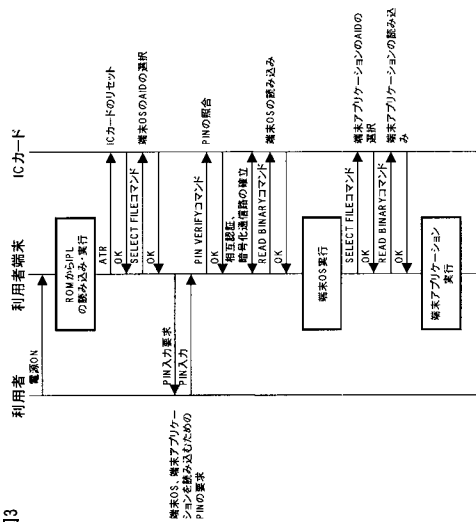 ]3
利用者
利用者端末
ICカード
電源ON
ROMからIPL
の読み込み・実行
ATR
ICカードのリセット
OK
SELECT FILEコマンド
端末OSのAIDの選択
OK
PIN入力要求
PIN入力
端末OS、端末アプリケー
ションを読み込むための
PINの要求
PIN VERIFYコマンド
PINの照合
OK
相互認証、
暗号化通信路の確立
READ BINARYコマンド
端末OSの読み込み
OK
端末OS実行
SELECT FILEコマンド
端末アプリケーションのAIDの
選択
OK
READ BINARYコマンド
端末アプリケーションの読み込
み
OK
端末アプリケーション
実行